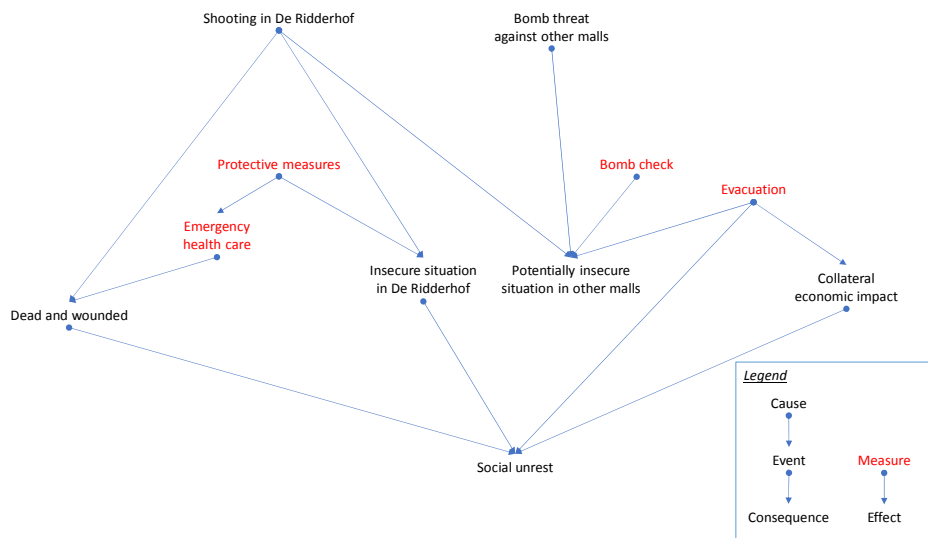 Shooting in De Ridderhof
Bomb threat
against other malls
Protective measures
Bomb check
Evacuation
Emergency
health care
Insecure situation
in De Ridderhof
Potentially insecure
situation in other malls
Collateral
economic impact
Dead and wounded
Social unrest
Legend
Cause
Event
Measure
Consequence
Effect